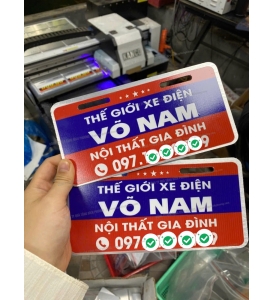 THẾ GIỚI XE ĐIỆN
VÕ NAM
NỘI THẤT GIA ĐÌNH
097. 9
THẾ GIỚI XE ĐIỆN
VÕ NAM
NỘI THẤT GIA ĐÌNH
097